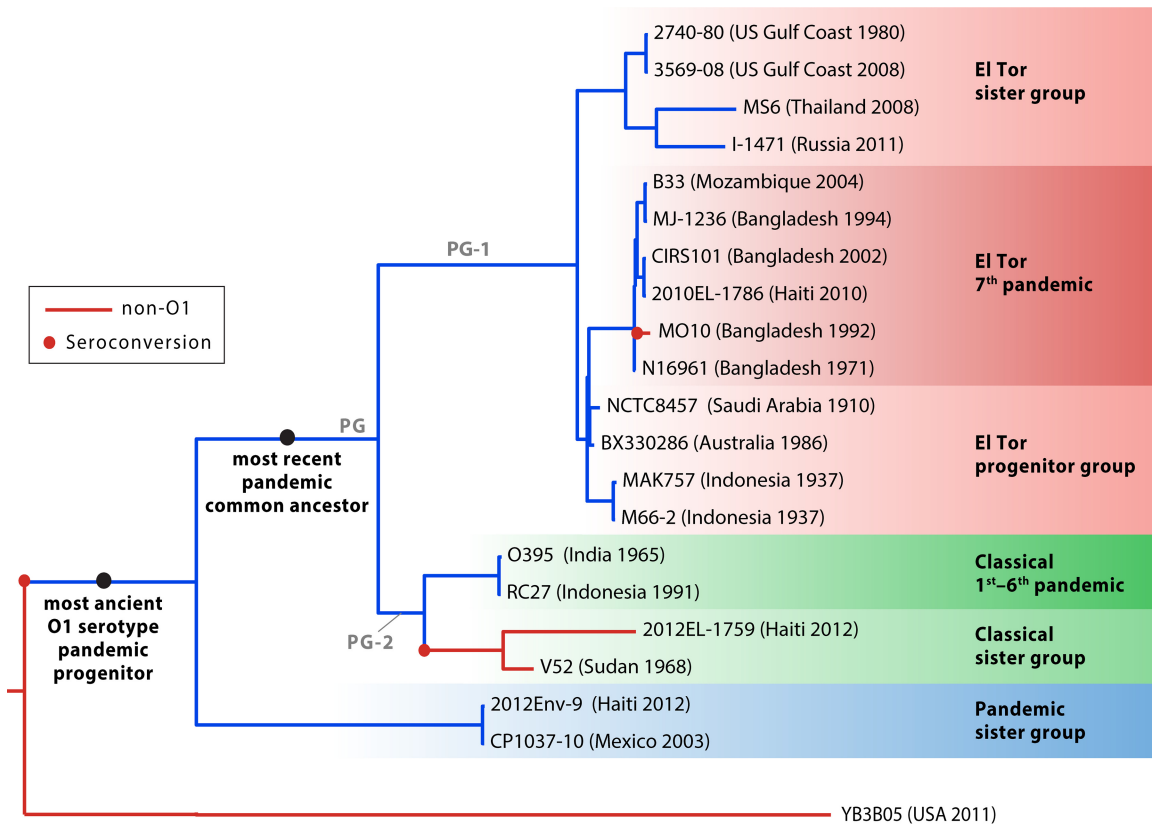 2740-80 (US Gulf Coast 1980)
3569-08 (US Gulf Coast 2008)
MS6 (Thailand 2008)
I-1471 (Russia 2011)
El Tor
sister group
B33 (Mozambique 2004)
MJ-1236 (Bangladesh 1994)
CIRS101 (Bangladesh 2002)
2010EL-1786 (Haiti 2010)
MO10 (Bangladesh 1992)
N16961 (Bangladesh 1971)
El Tor
7th pandemic
NCTC8457 (Saudi Arabia 1910)
BX330286 (Australia 1986)
MAK757 (Indonesia 1937)
M66-2 (Indonesia 1937)
El Tor
progenitor group
O395 (India 1965)
RC27 (Indonesia 1991)
Classical
1st–6th pandemic
2012EL-1759 (Haiti 2012)
V52 (Sudan 1968)
Classical
sister group
2012Env-9 (Haiti 2012)
CP1037-10 (Mexico 2003)
Pandemic
sister group
YB3B05 (USA 2011)
PG-1
PG
PG-2
non-O1
Seroconversion
most recent
pandemic
common ancestor
most ancient
O1 serotype
pandemic
progenitor